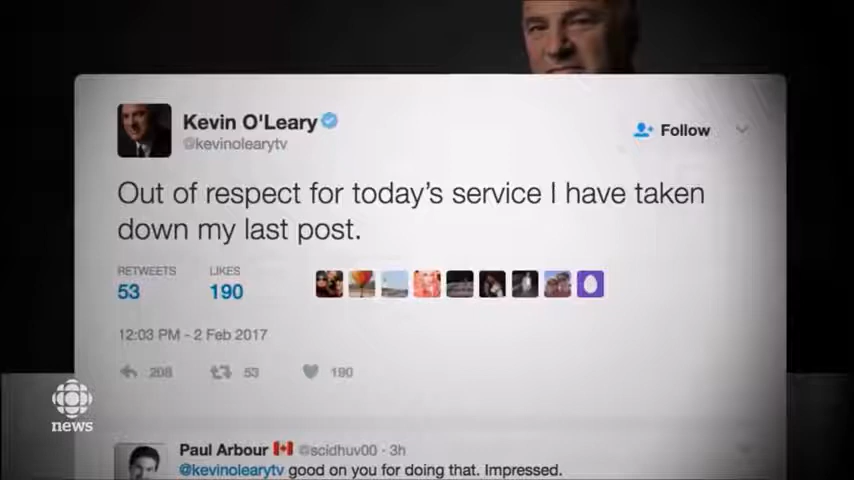 Kevin O'Leary
@kevinolearytv
Follow
Out of respect for today's service I have taken
down my last post.
RETWEETS LIKES
53 190
12:03 PM - 2 Feb 2017
208 53 190
news
Paul Arbour @scidhuv00 · 3h
@kevinolearytv good on you for doing that. Impressed.